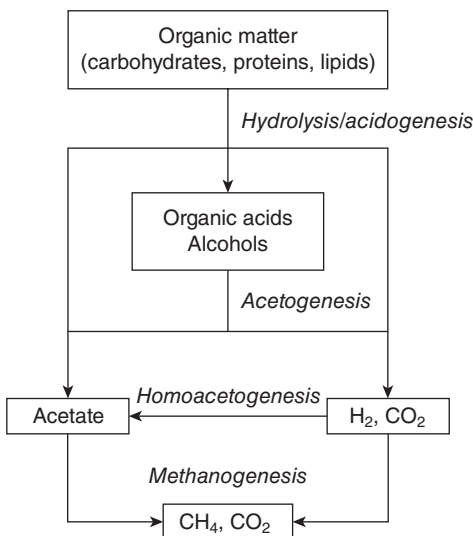 Organic matter
(carbohydrates, proteins, lipids)
Hydrolysis/acidogenesis
Organic acids
Alcohols
Acetogenesis
Homoacetogenesis
Acetate
H₂, CO₂
Methanogenesis
CH₄, CO₂